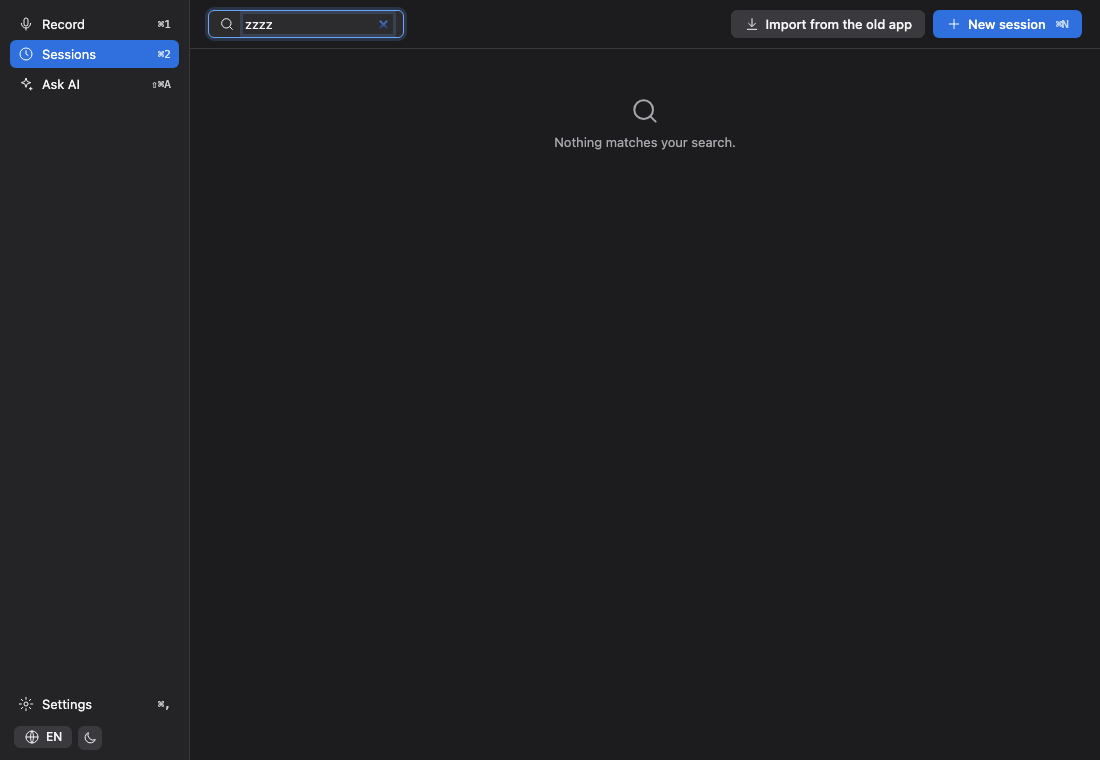 Record ⌘1
Sessions ⌘2
Ask AI ⇧⌘A
zzzz
Import from the old app
New session ⌘N
Nothing matches your search.
Settings ⌘,
EN